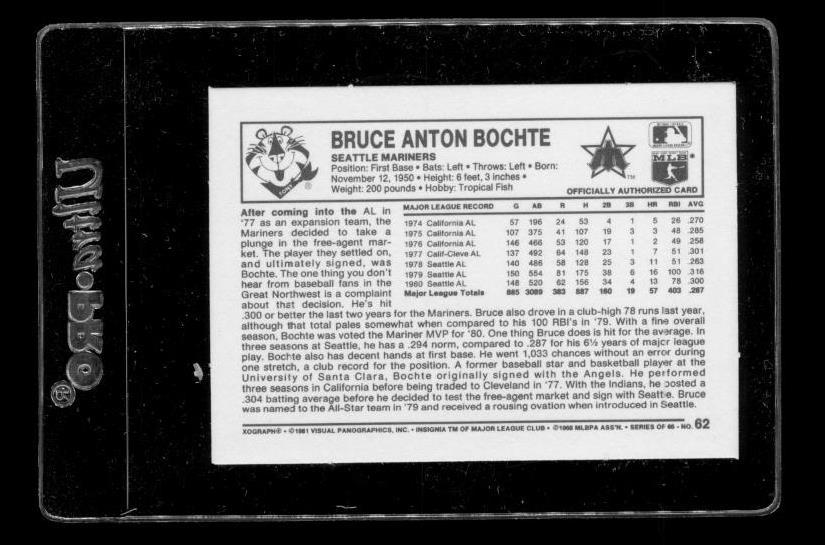 BRUCE ANTON BOCHTE
SEATTLE MARINERS
Position: First Base • Bats: Left • Throws: Left • Born:
November 12, 1950 • Height: 6 feet, 3 inches •
Weight: 200 pounds • Hobby: Tropical Fish
TONY
®
TM
MLB
OFFICIALLY AUTHORIZED CARD
MAJOR LEAGUE RECORD G AB R H 2B 3B HR RBI AVG
1974 California AL 57 196 24 53 4 1 5 26 .270
1975 California AL 107 375 41 107 19 3 3 48 .285
1976 California AL 146 466 53 120 17 1 2 49 .258
1977 Calif-Cleve AL 137 492 64 148 23 1 7 51 .301
1978 Seattle AL 140 486 58 128 25 3 11 51 .263
1979 Seattle AL 150 554 81 175 38 6 16 100 .316
1980 Seattle AL 148 520 62 156 34 4 13 78 .300
Major League Totals 885 3089 383 887 160 19 57 403 .287
After coming into the AL in
'77 as an expansion team, the
Mariners decided to take a
plunge in the free-agent mar-
ket. The player they settled on,
and ultimately signed, was
Bochte. The one thing you don't
hear from baseball fans in the
Great Northwest is a complaint
about that decision. He's hit
.300 or better the last two years for the Mariners. Bruce also drove in a club-high 78 runs last year,
although that total pales somewhat when compared to his 100 RBI's in '79. With a fine overall
season, Bochte was voted the Mariner MVP for '80. One thing Bruce does is hit for the average. In
three seasons at Seattle, he has a .294 norm, compared to .287 for his 6½ years of major league
play. Bochte also has decent hands at first base. He went 1,033 chances without an error during
one stretch, a club record for the position. A former baseball star and basketball player at the
University of Santa Clara, Bochte originally signed with the Angels. He performed
three seasons in California before being traded to Cleveland in '77. With the Indians, he posted a
.304 batting average before he decided to test the free-agent market and sign with Seattle. Bruce
was named to the All-Star team in '79 and received a rousing ovation when introduced in Seattle.
XOGRAPH® • ©1981 VISUAL PANOGRAPHICS, INC. • INSIGNIA TM OF MAJOR LEAGUE CLUB • ©1968 MLBPA ASS'N. • SERIES OF 66 - NO. 62
Ultra•PRO
®